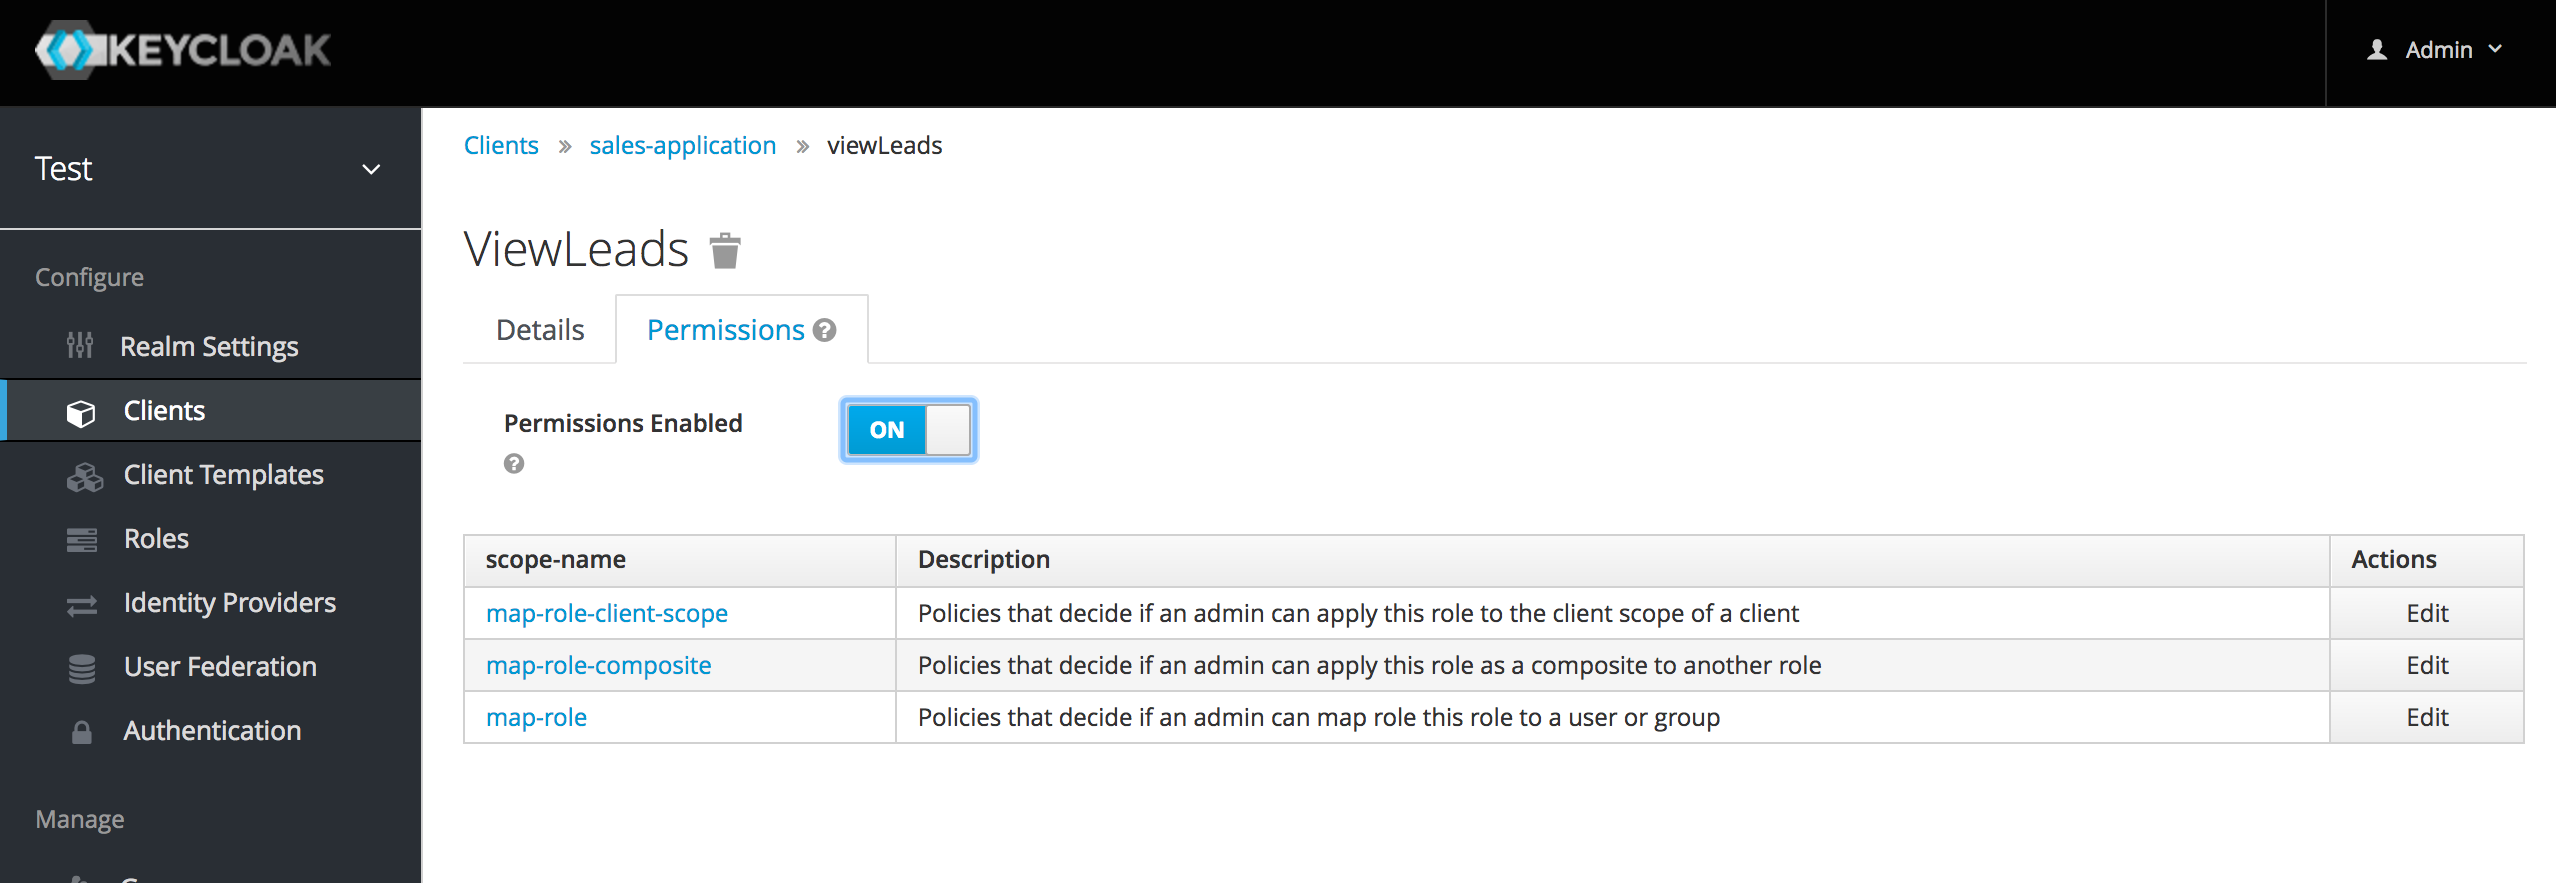 KEYCLOAK
Admin
Test
Configure
Realm Settings
Clients
Client Templates
Roles
Identity Providers
User Federation
Authentication
Manage
Clients » sales-application » viewLeads
ViewLeads
Details Permissions ?
Permissions Enabled
?
ON
scope-name Description Actions
map-role-client-scope Policies that decide if an admin can apply this role to the client scope of a client Edit
map-role-composite Policies that decide if an admin can apply this role as a composite to another role Edit
map-role Policies that decide if an admin can map role this role to a user or group Edit